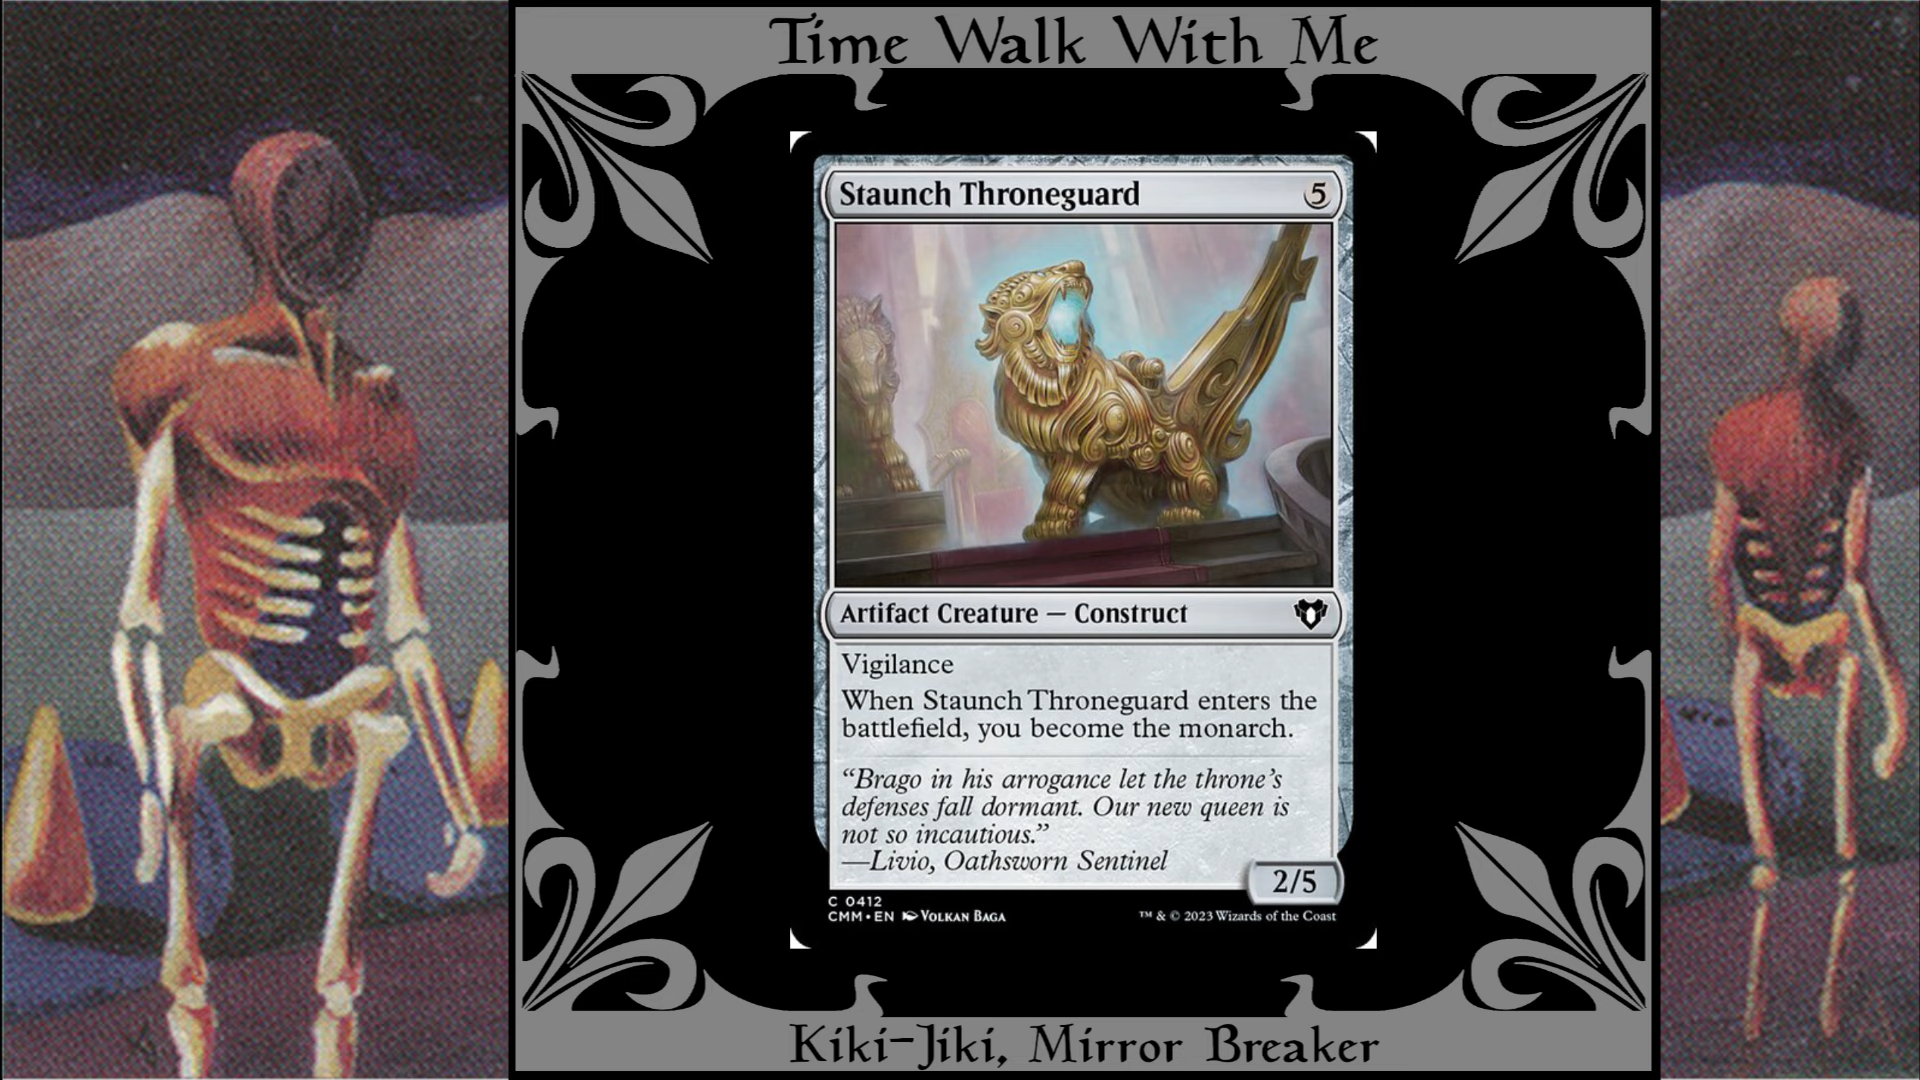 Time Walk With Me
Staunch Throneguard 5
Artifact Creature — Construct
Vigilance
When Staunch Throneguard enters the
battlefield, you become the monarch.
“Brago in his arrogance let the throne’s
defenses fall dormant. Our new queen is
not so incautious.”
—Livio, Oathsworn Sentinel
2/5
C 0412
CMM • EN VOLKAN BAGA
™ & © 2023 Wizards of the Coast
Kiki-Jiki, Mirror Breaker